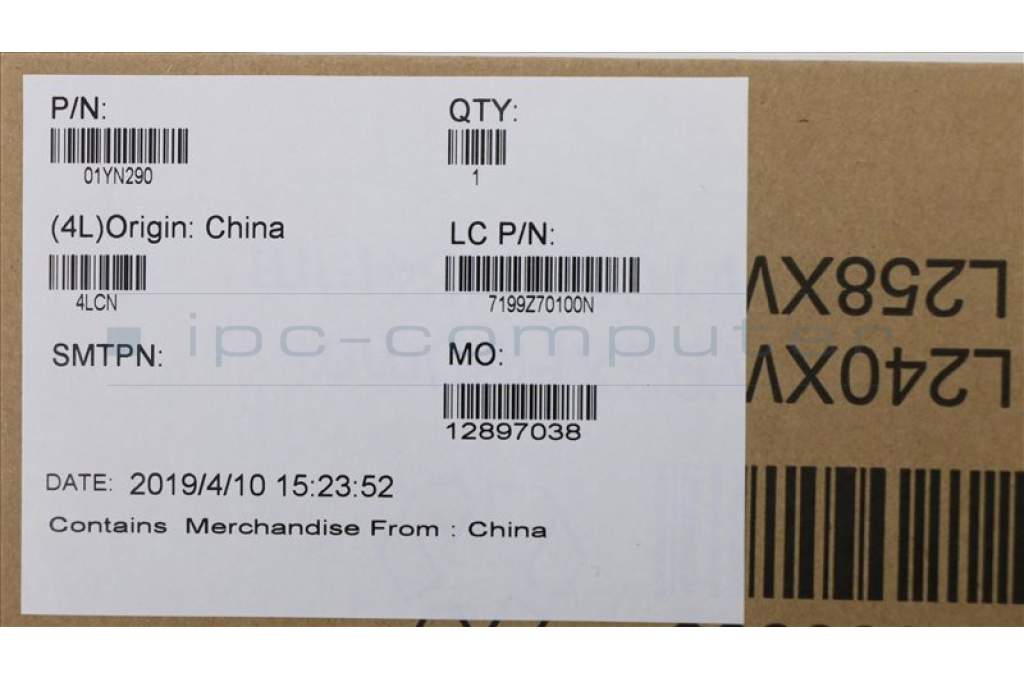 P/N:
01YN290
QTY:
1
(4L)Origin: China
4LCN
LC P/N:
7199Z70100N
SMTPN:
MO:
12897038
DATE: 2019/4/10 15:23:52
Contains Merchandise From : China
ipc-computer
L258XV
L240XV